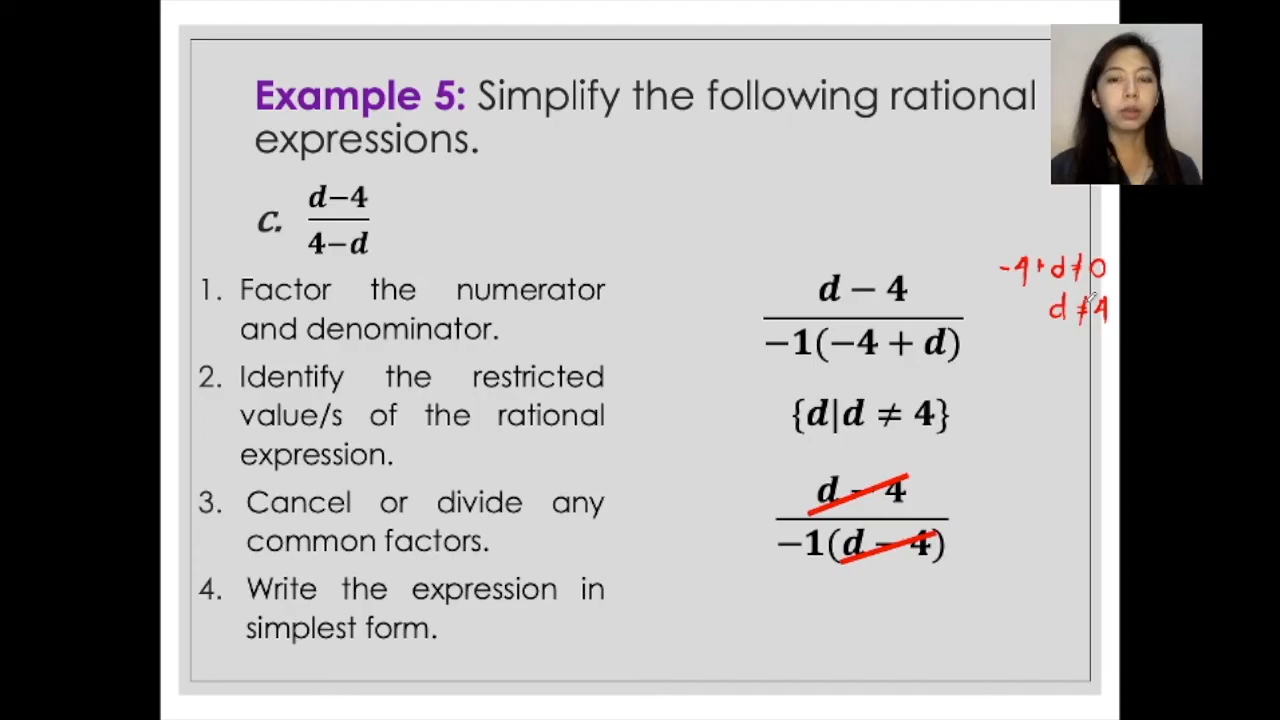 Example 5: Simplify the following rational
expressions.
C. d−4
4−d
1. Factor the numerator
and denominator.
2. Identify the restricted
value/s of the rational
expression.
3. Cancel or divide any
common factors.
4. Write the expression in
simplest form.
d − 4
−1(−4 + d)
{d|d ≠ 4}
d − 4
−1(d − 4)
-4+d≠0
d≠4